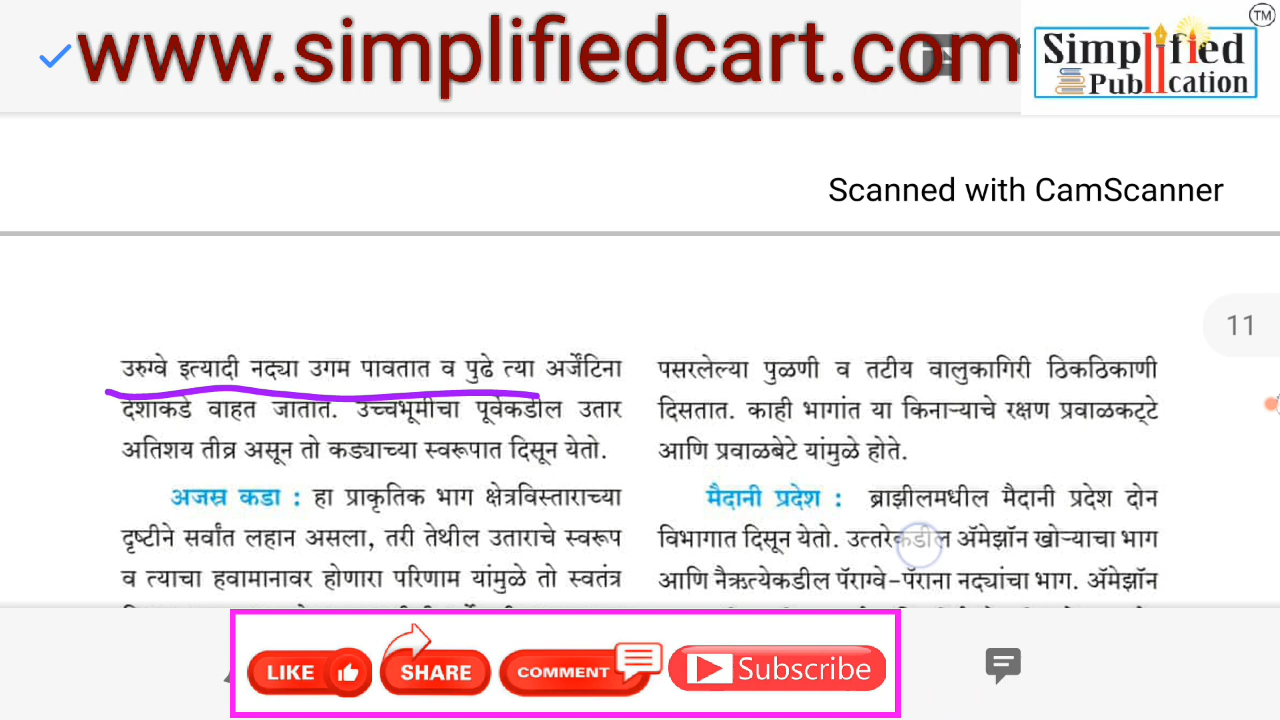 www.simplifiedcart.com
Simplified
Publication
TM
Scanned with CamScanner
11
उरुग्वे इत्यादी नद्या उगम पावतात व पुढे त्या अर्जेंटिना
देशाकडे वाहत जातात. उच्चभूमीचा पूर्वेकडील उतार
अतिशय तीव्र असून तो कड्याच्या स्वरूपात दिसून येतो.
अजस्र कडा : हा प्राकृतिक भाग क्षेत्रविस्ताराच्या
दृष्टीने सर्वांत लहान असला, तरी तेथील उताराचे स्वरूप
व त्याचा हवामानावर होणारा परिणाम यांमुळे तो स्वतंत्र
पसरलेल्या पुळणी व तटीय वालुकागिरी ठिकठिकाणी
दिसतात. काही भागांत या किनाऱ्याचे रक्षण प्रवाळकट्टे
आणि प्रवाळबेटे यांमुळे होते.
मैदानी प्रदेश : ब्राझीलमधील मैदानी प्रदेश दोन
विभागात दिसून येतो. उत्तरेकडील ॲमेझॉन खोऱ्याचा भाग
आणि नैऋत्येकडील पॅराग्वे-पॅराना नद्यांचा भाग. ॲमेझॉन
LIKE
SHARE
COMMENT
Subscribe